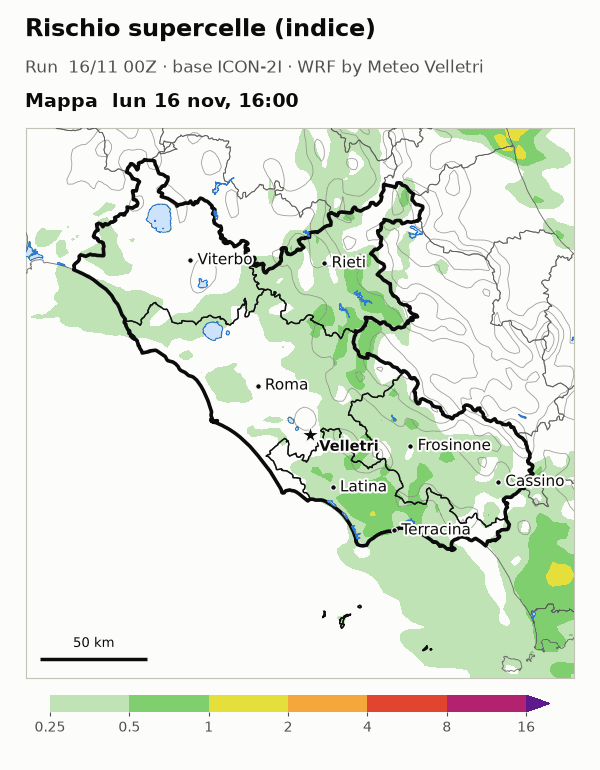 Rischio supercelle (indice)
Run  16/11 00Z · base ICON-2I · WRF by Meteo Velletri
Mappa  lun 16 nov, 16:00
Viterbo
Rieti
Roma
Velletri
Frosinone
Latina
Cassino
Terracina
50 km
0.25 0.5 1 2 4 8 16